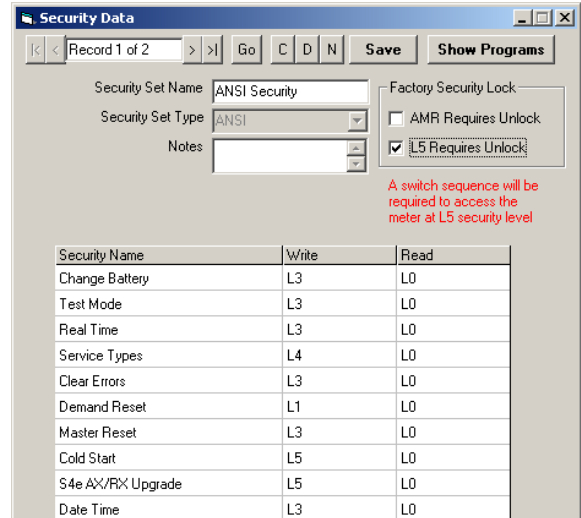 Security Data
Record 1 of 2 Go C D N Save Show Programs
Security Set Name ANSI Security
Security Set Type ANSI
Notes
Factory Security Lock
AMR Requires Unlock
L5 Requires Unlock
A switch sequence will be
required to access the
meter at L5 security level
Security Name Write Read
Change Battery L3 L0
Test Mode L3 L0
Real Time L3 L0
Service Types L4 L0
Clear Errors L3 L0
Demand Reset L1 L0
Master Reset L3 L0
Cold Start L5 L0
S4e AX/RX Upgrade L5 L0
Date Time L3 L0